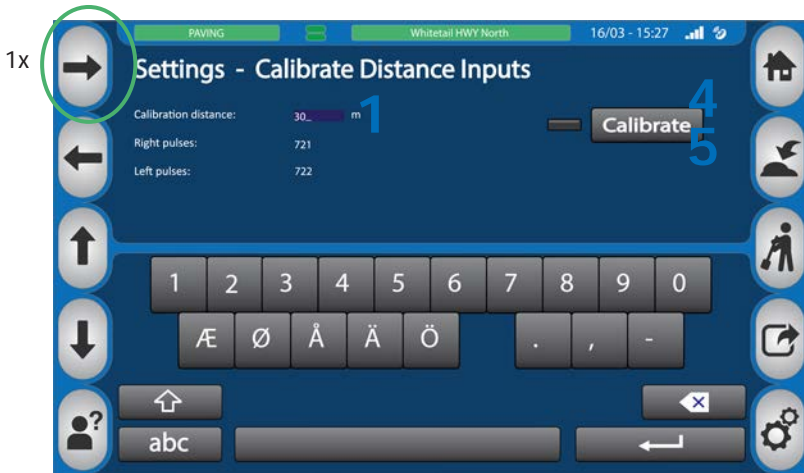 PAVING Whitetail HWY North 16/03 - 15:27
1x
Settings - Calibrate Distance Inputs
Calibration distance: 30_ m 1
4
Calibrate
5
Right pulses: 721
Left pulses: 722
1 2 3 4 5 6 7 8 9 0
Æ Ø Å Ä Ö . , -
?
abc